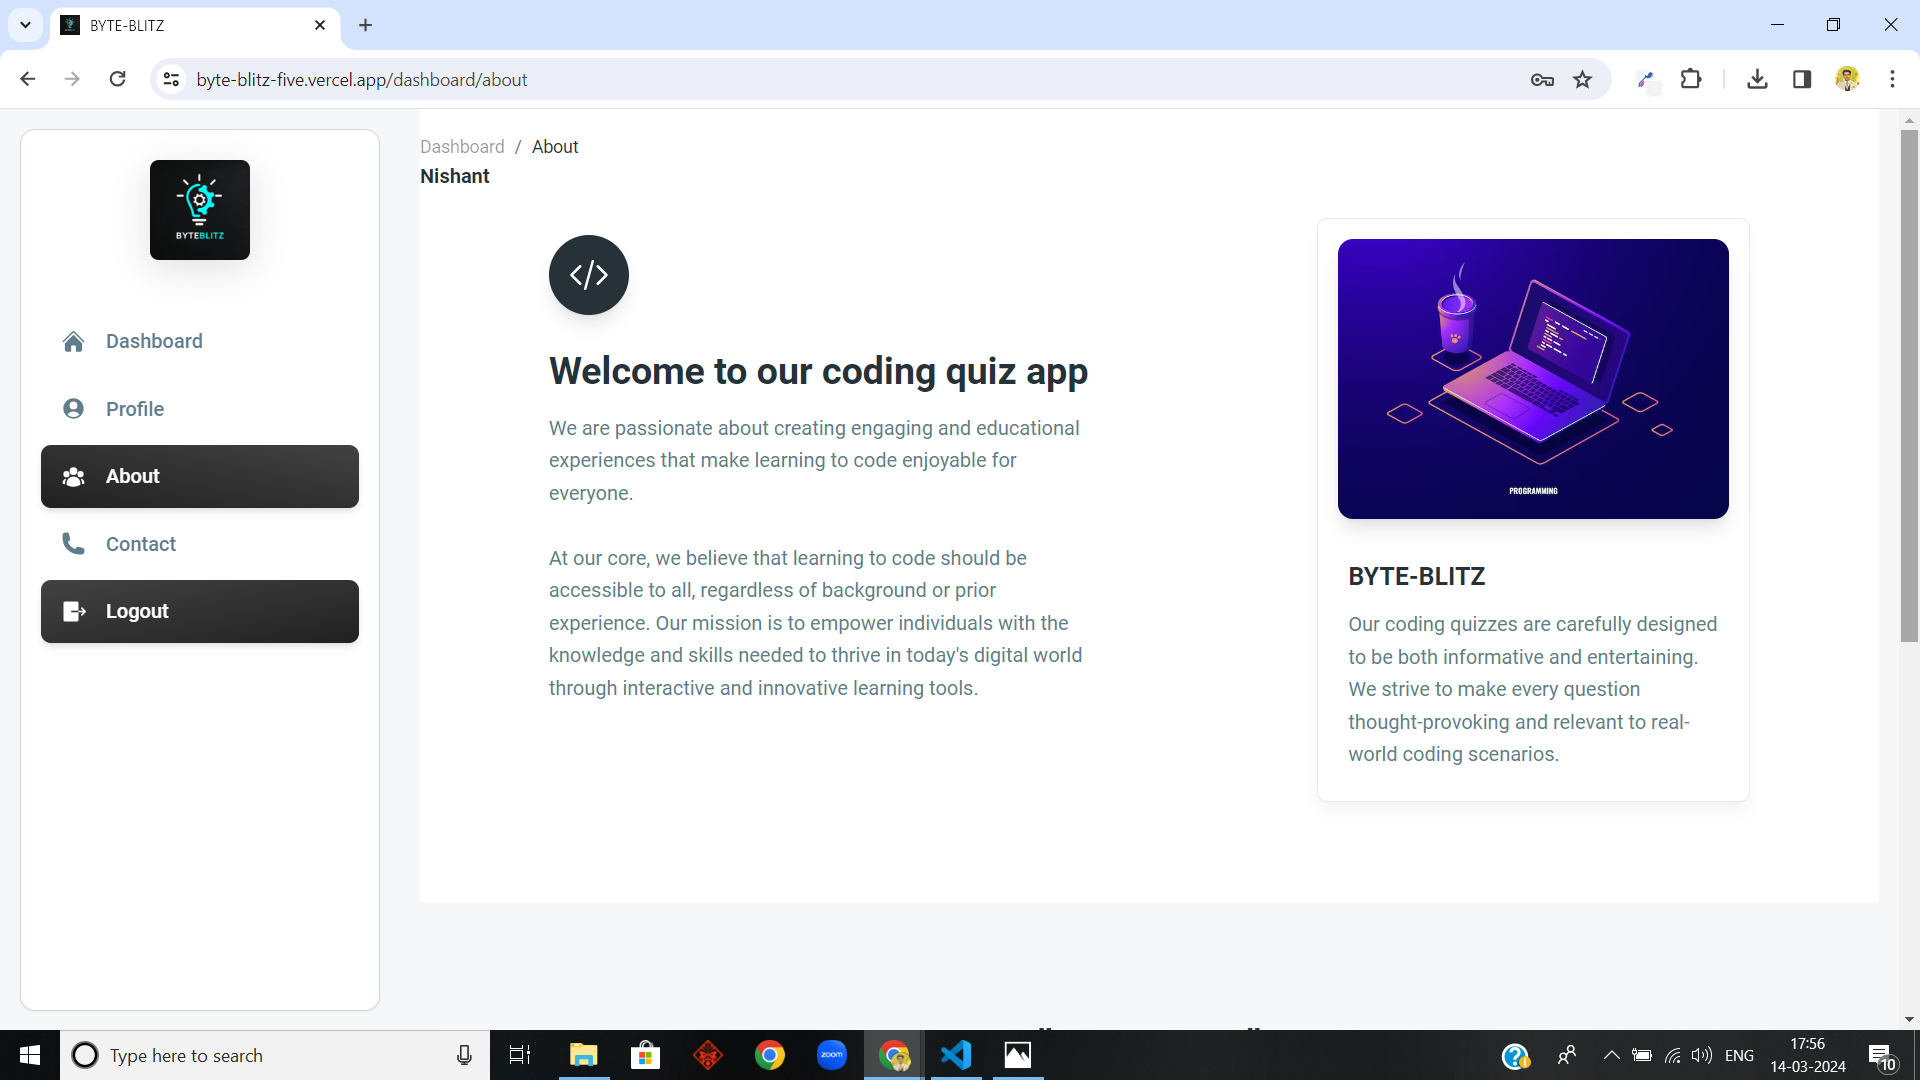 BYTE-BLITZ
byte-blitz-five.vercel.app/dashboard/about
BYTEBLITZ
Dashboard
Profile
About
Contact
Logout
Dashboard / About
Nishant
Welcome to our coding quiz app
We are passionate about creating engaging and educational
experiences that make learning to code enjoyable for
everyone.
At our core, we believe that learning to code should be
accessible to all, regardless of background or prior
experience. Our mission is to empower individuals with the
knowledge and skills needed to thrive in today's digital world
through interactive and innovative learning tools.
PROGRAMMING
BYTE-BLITZ
Our coding quizzes are carefully designed
to be both informative and entertaining.
We strive to make every question
thought-provoking and relevant to real-
world coding scenarios.
Type here to search
zoom
ENG
17:56
14-03-2024
10